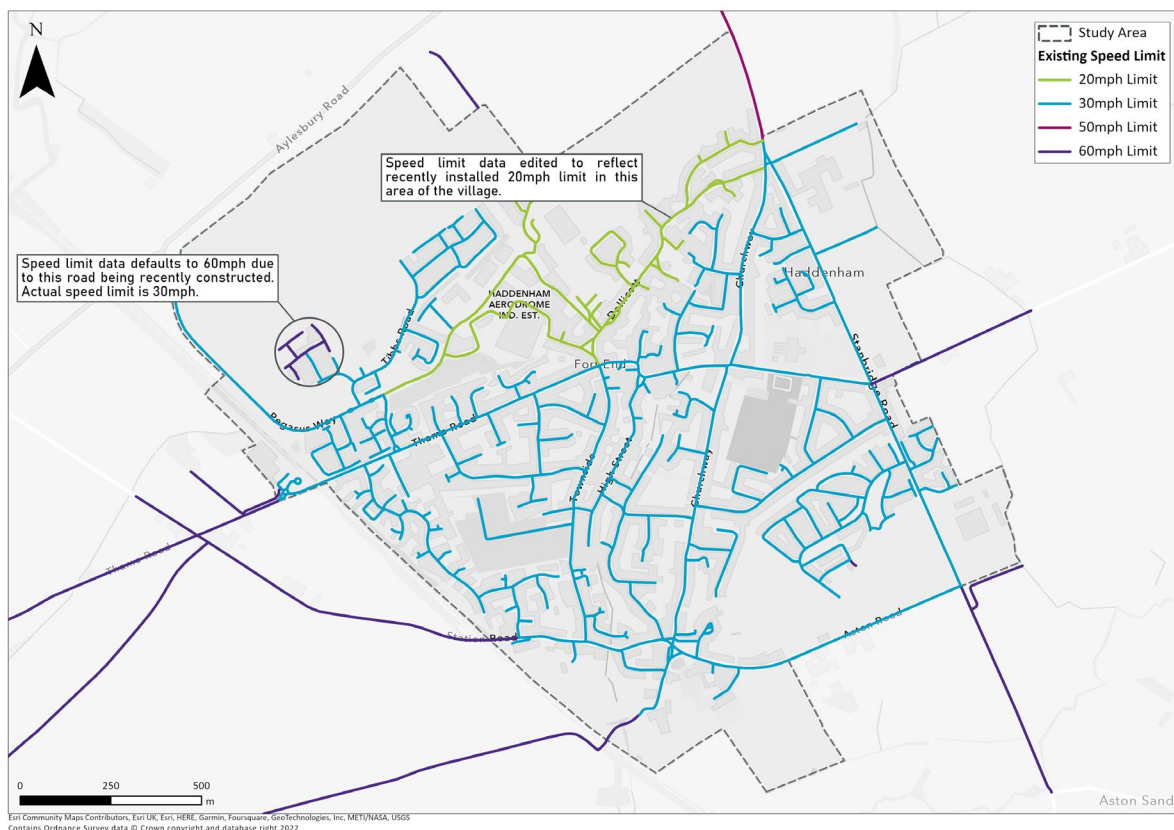 N
Aylesbury Road
Study Area
Existing Speed Limit
20mph Limit
30mph Limit
50mph Limit
60mph Limit
Speed limit data edited to reflect
recently installed 20mph limit in this
area of the village.
Speed limit data defaults to 60mph due
to this road being recently constructed.
Actual speed limit is 30mph.
Haddenham
Churchway
HADDENHAM
AERODROME
IND. EST.
Dollicott
Tibbs Road
Fort End
Stanbridge Road
Pegasus Way
Thame Road
Townside
High Street
Churchway
Thame Road
Station Road
Aston Road
0 250 500
m
Aston Sand
Esri Community Maps Contributors, Esri UK, Esri, HERE, Garmin, Foursquare, GeoTechnologies, Inc, METI/NASA, USGS
Contains Ordnance Survey data © Crown copyright and database right 2022